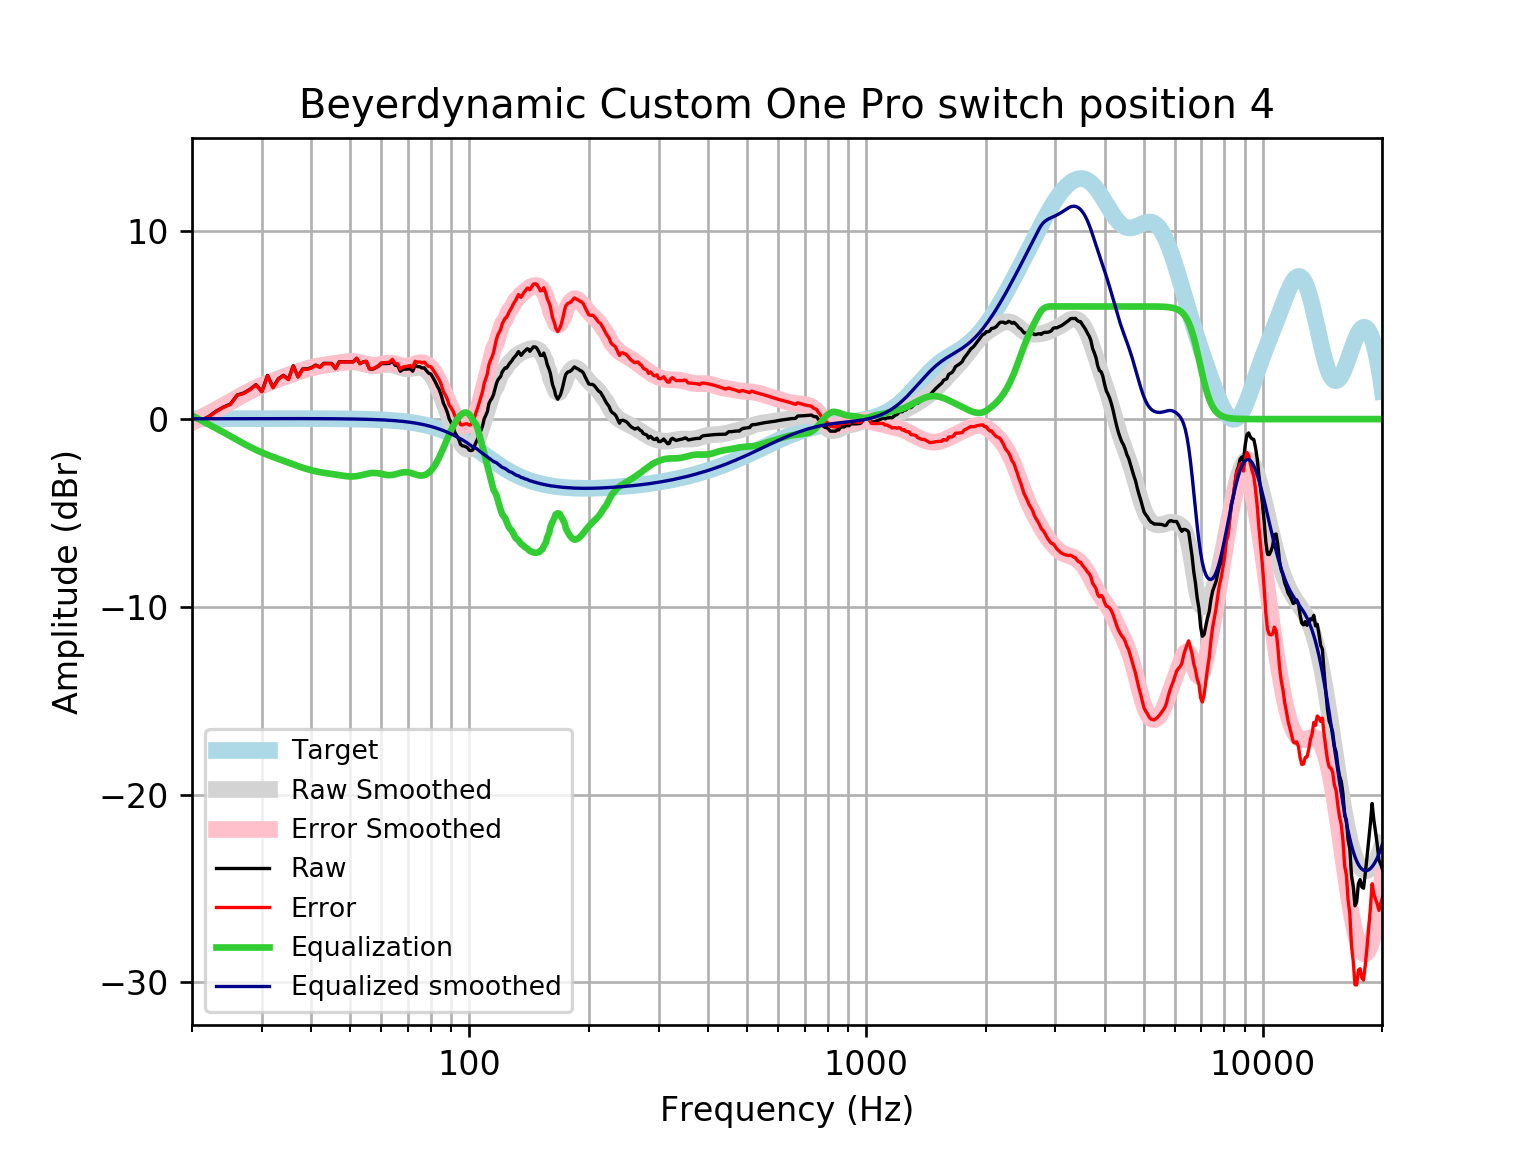 Beyerdynamic Custom One Pro switch position 4
10
0
−10
−20
−30
Amplitude (dBr)
Target
Raw Smoothed
Error Smoothed
Raw
Error
Equalization
Equalized smoothed
100
1000
10000
Frequency (Hz)